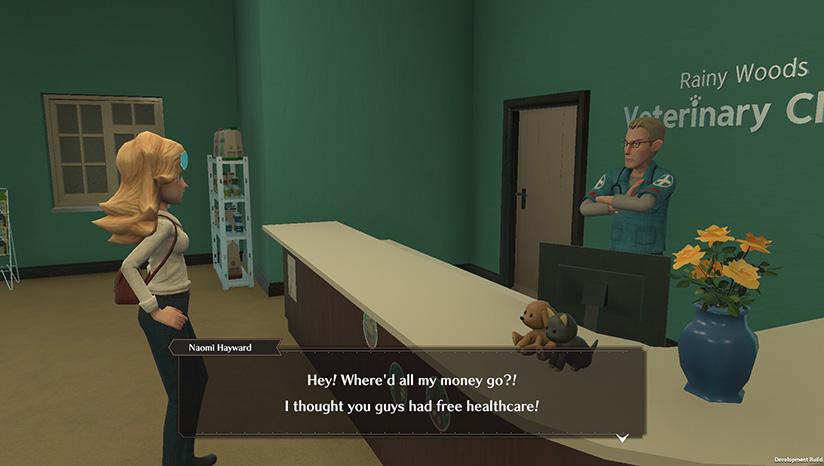 Rainy Woods
Veterinary
Naomi Hayward
Hey! Where'd all my money go?!
I thought you guys had free healthcare!
Development Build